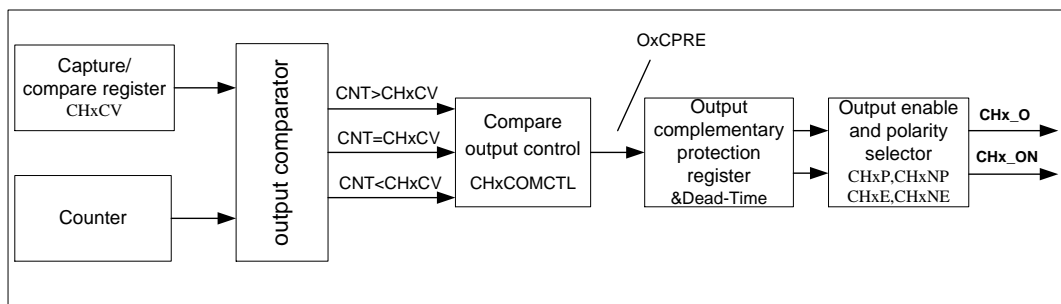 OxCPRE
Capture/
compare register
CHxCV
Counter
output comparator
CNT>CHxCV
CNT=CHxCV
CNT<CHxCV
Compare
output control
CHxCOMCTL
Output
complementary
protection
register
&Dead-Time
Output enable
and polarity
selector
CHxP,CHxNP
CHxE,CHxNE
CHx_O
CHx_ON